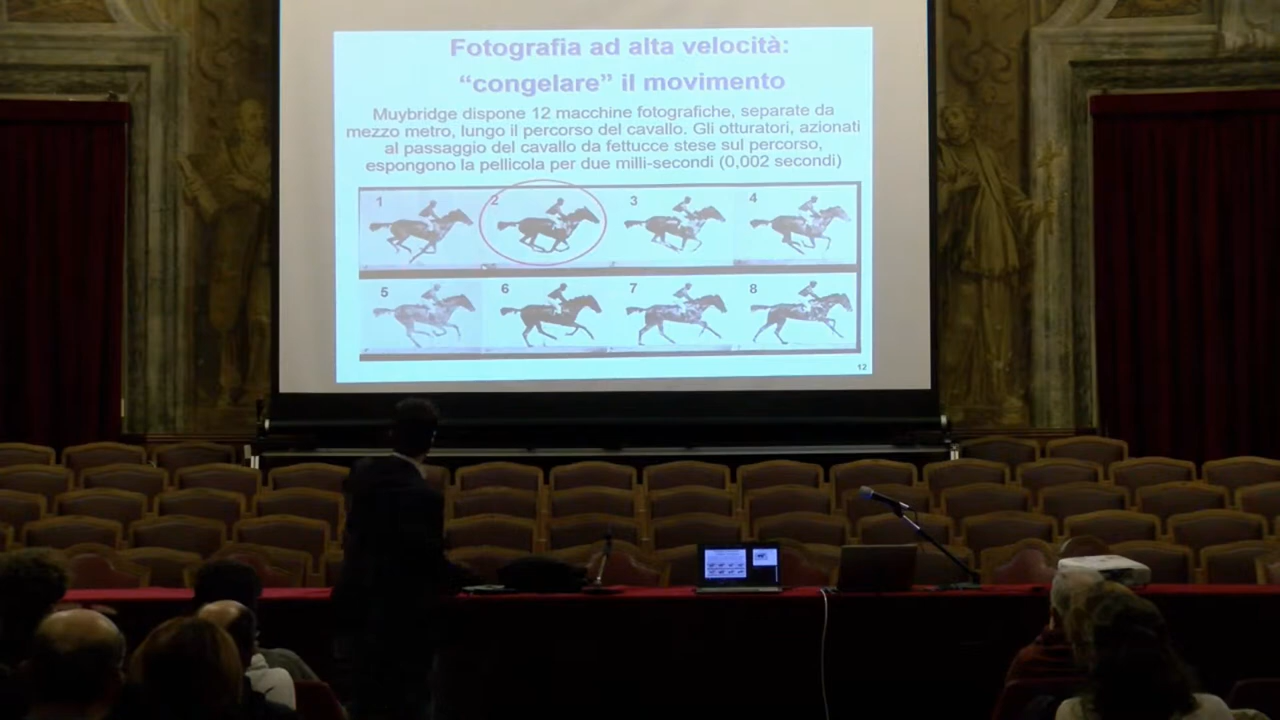 Fotografia ad alta velocità:
“congelare” il movimento
Muybridge dispone 12 macchine fotografiche, separate da
mezzo metro, lungo il percorso del cavallo. Gli otturatori, azionati
al passaggio del cavallo da fettucce stese sul percorso,
espongono la pellicola per due milli-secondi (0,002 secondi)
1 2 3 4
5 6 7 8
12